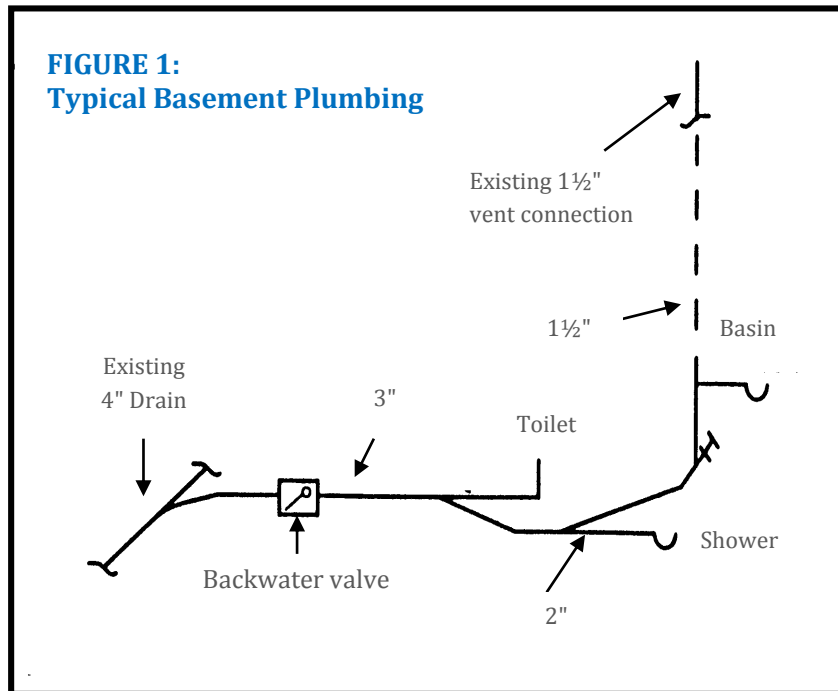 FIGURE 1:
Typical Basement Plumbing
Existing 1½"
vent connection
1½"
Basin
Existing
4" Drain
3"
Toilet
Shower
Backwater valve
2"